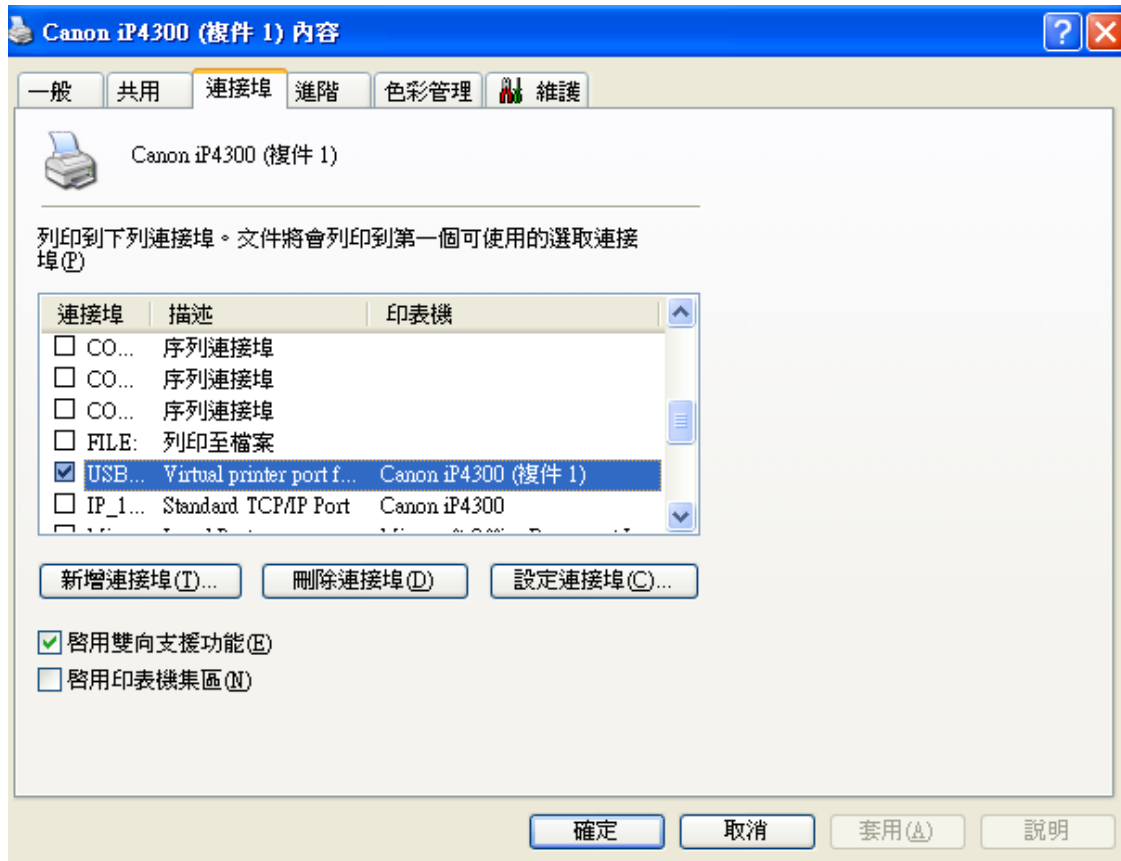 Canon iP4300 (複件 1) 內容
一般 共用 連接埠 進階 色彩管理 維護
Canon iP4300 (複件 1)
列印到下列連接埠。文件將會列印到第一個可使用的選取連接
埠(P)
連接埠 描述 印表機
CO... 序列連接埠
CO... 序列連接埠
CO... 序列連接埠
FILE: 列印至檔案
USB... Virtual printer port f... Canon iP4300 (複件 1)
IP_1... Standard TCP/IP Port Canon iP4300
新增連接埠(T)... 刪除連接埠(D) 設定連接埠(C)...
啓用雙向支援功能(E)
啓用印表機集區(N)
確定 取消 套用(A) 說明